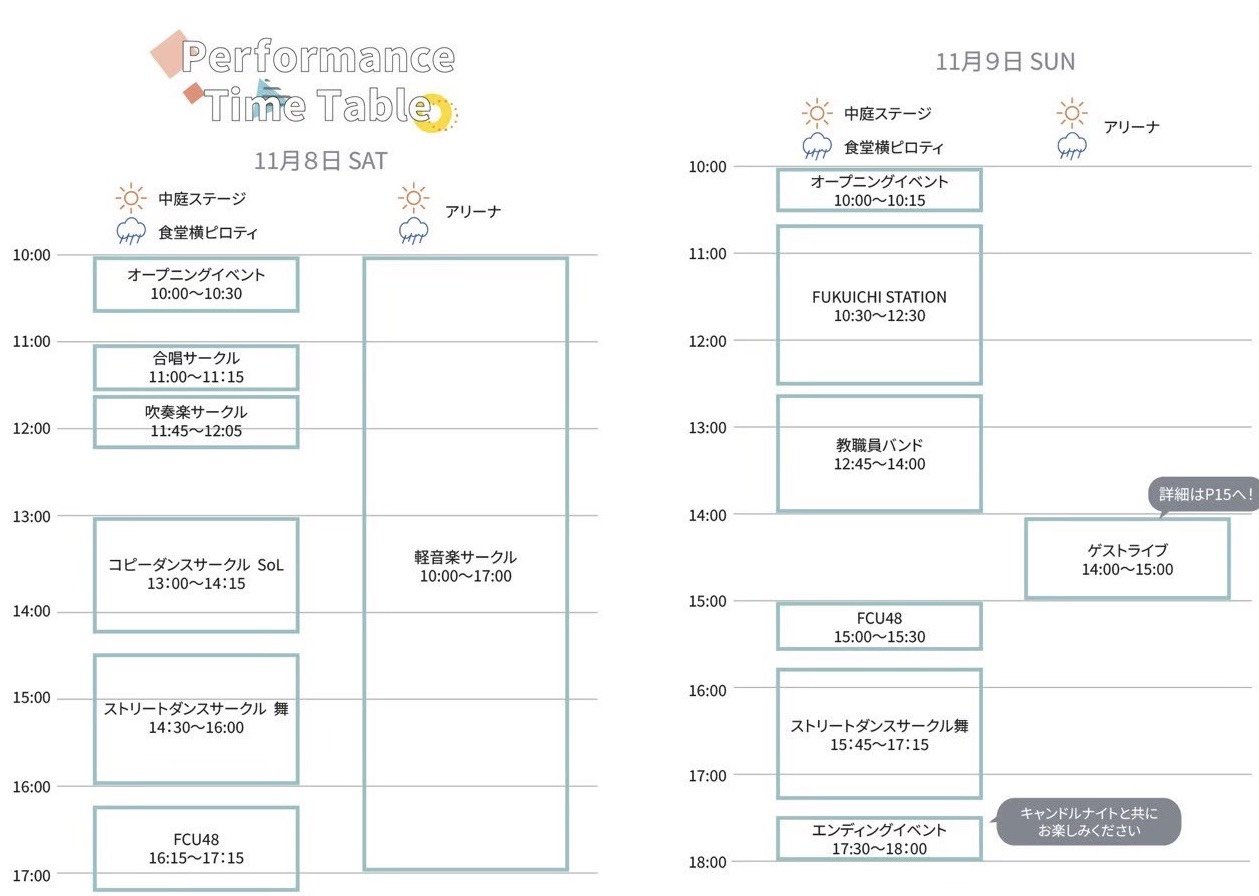 Performance
Time Table
11月8日 SAT
中庭ステージ
食堂横ピロティ
アリーナ
10:00
オープニングイベント
10:00〜10:30
11:00
合唱サークル
11:00〜11:15
吹奏楽サークル
11:45〜12:05
12:00
13:00
コピーダンスサークル SoL
13:00〜14:15
軽音楽サークル
10:00〜17:00
14:00
ストリートダンスサークル 舞
14:30〜16:00
15:00
16:00
FCU48
16:15〜17:15
17:00
11月9日 SUN
中庭ステージ
食堂横ピロティ
アリーナ
10:00
オープニングイベント
10:00〜10:15
11:00
FUKUICHI STATION
10:30〜12:30
12:00
13:00
教職員バンド
12:45〜14:00
詳細はP15へ!
14:00
ゲストライブ
14:00〜15:00
15:00
FCU48
15:00〜15:30
16:00
ストリートダンスサークル舞
15:45〜17:15
17:00
キャンドルナイトと共に
お楽しみください
エンディングイベント
17:30〜18:00
18:00